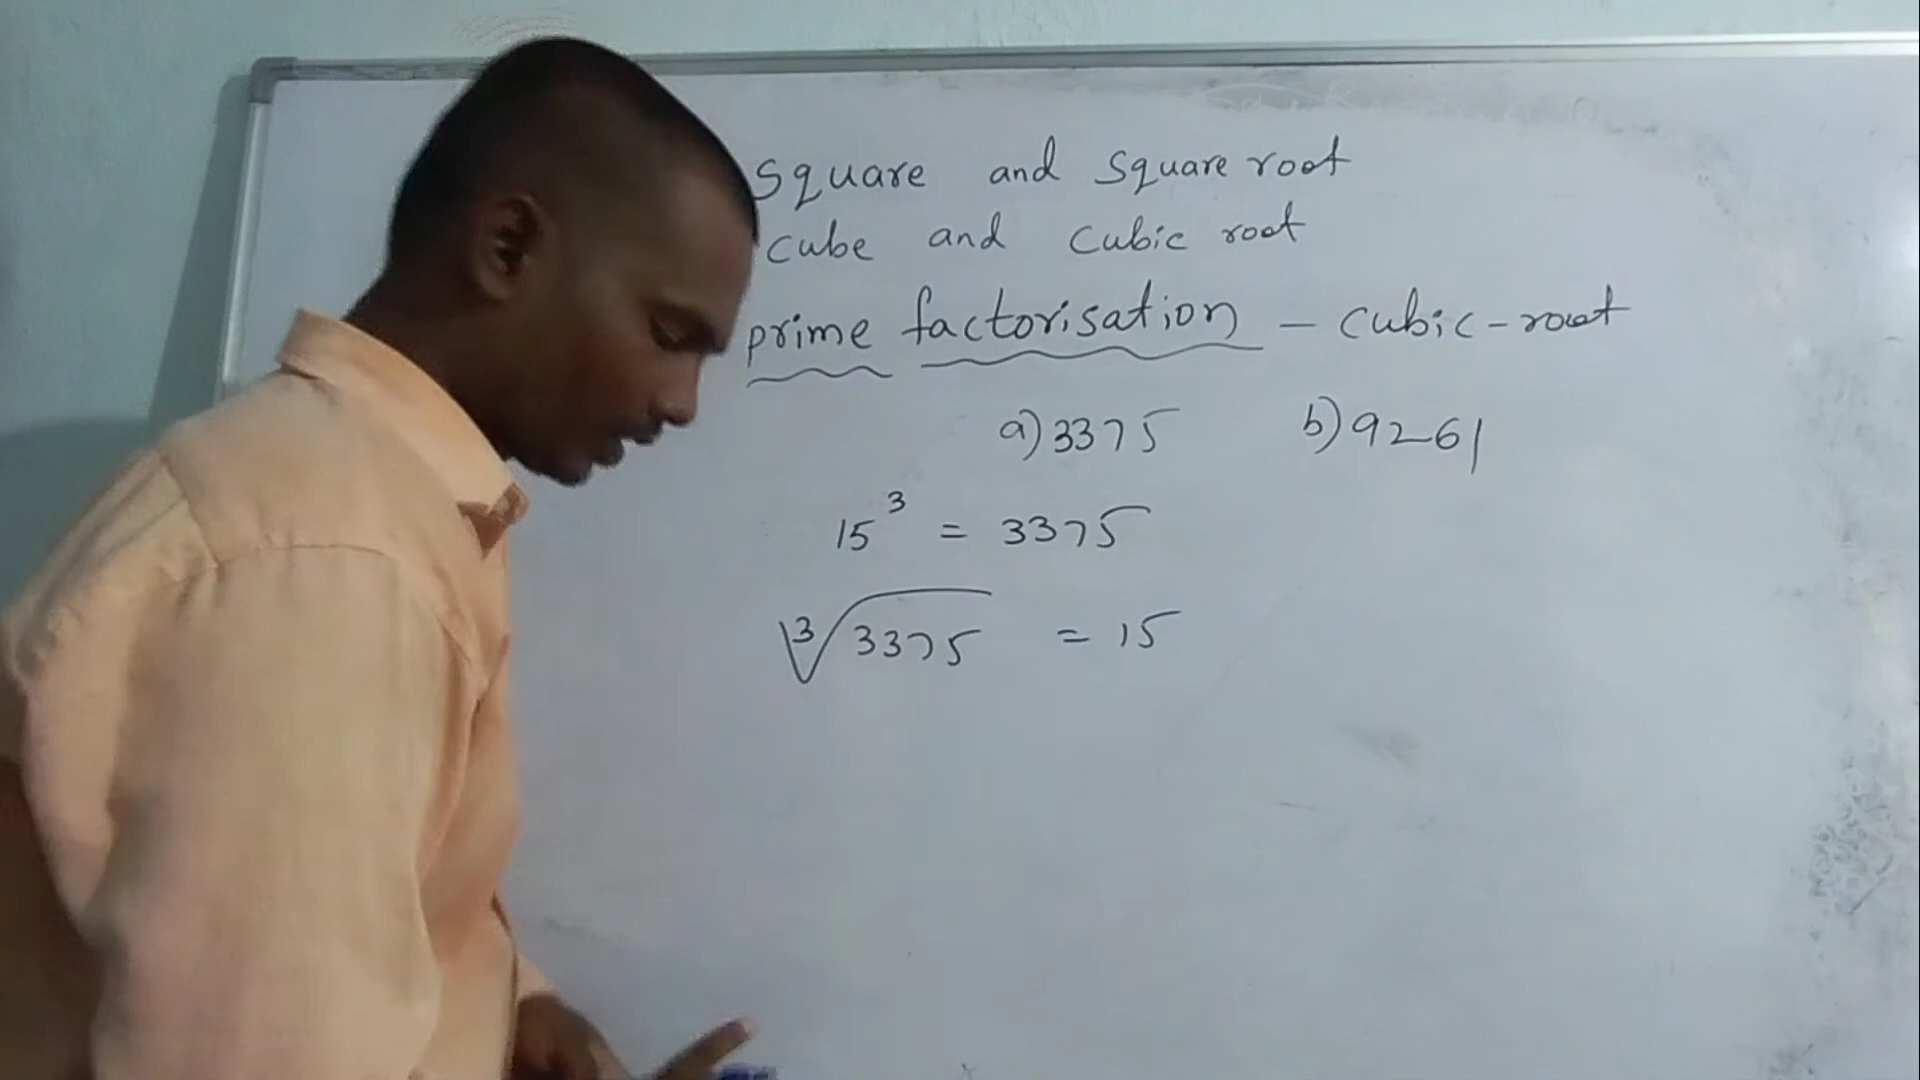 Square and Square root
Cube and Cubic root
prime factorisation - Cubic-root
a) 3375 b) 9261
15³ = 3375
∛3375 = 15